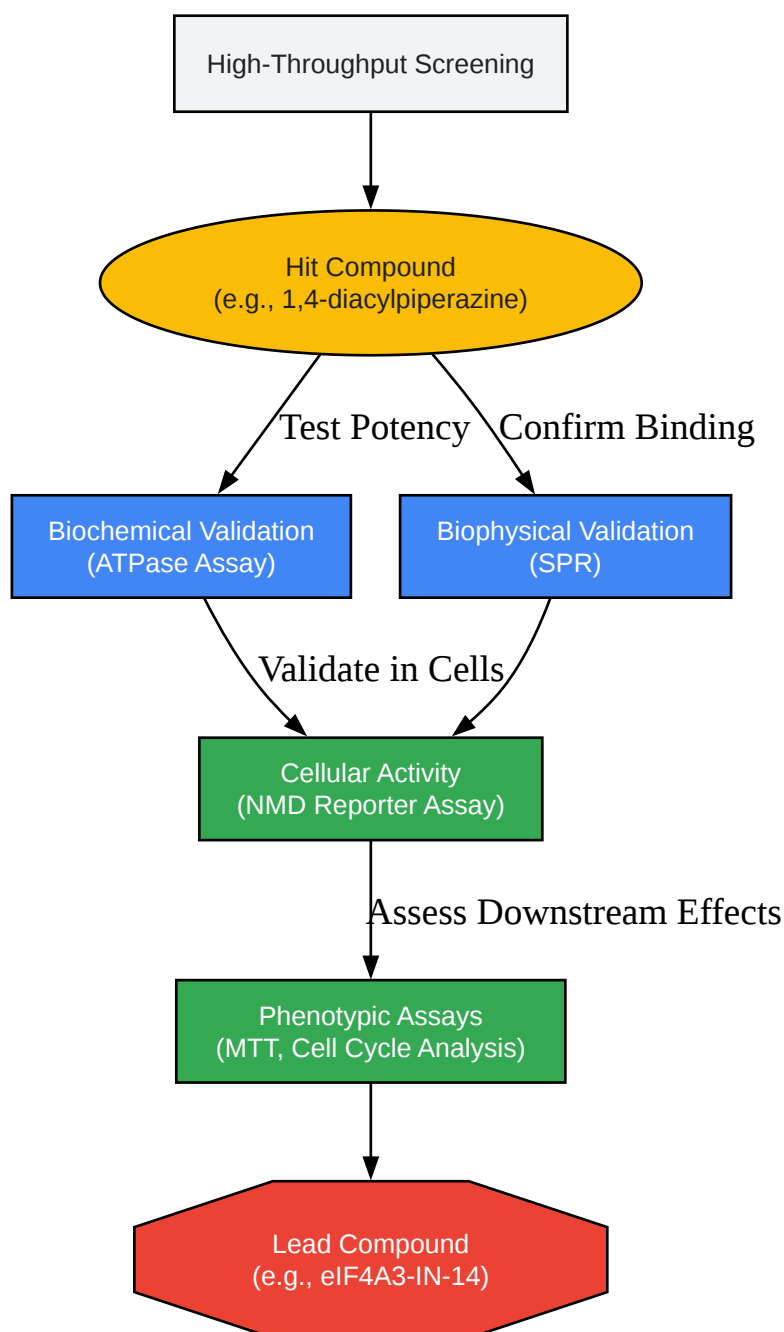 High-Throughput Screening
Hit Compound
(e.g., 1,4-diacylpiperazine)
Test Potency
Confirm Binding
Biochemical Validation
(ATPase Assay)
Biophysical Validation
(SPR)
Validate in Cells
Cellular Activity
(NMD Reporter Assay)
Assess Downstream Effects
Phenotypic Assays
(MTT, Cell Cycle Analysis)
Lead Compound
(e.g., eIF4A3-IN-14)